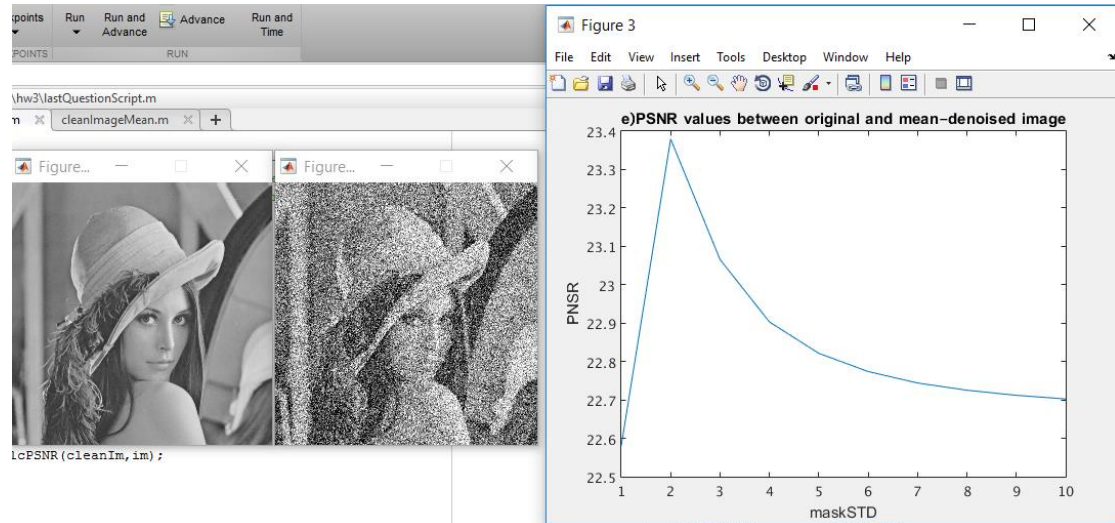 points Run Run and Advance Advance Run and Time
POINTS RUN
\hw3\lastQuestionScript.m
m × cleanImageMean.m × +
Figure...
Figure...
lcPSNR(cleanIm,im);
Figure 3
File Edit View Insert Tools Desktop Window Help
e)PSNR values between original and mean-denoised image
23.4
23.3
23.2
23.1
23
22.9
22.8
22.7
22.6
22.5
PNSR
1 2 3 4 5 6 7 8 9 10
maskSTD